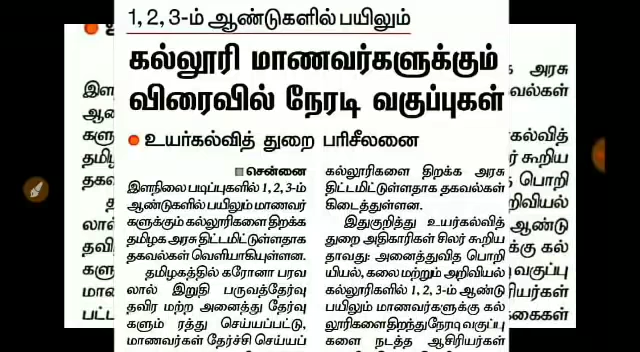 1, 2, 3-ம் ஆண்டுகளில் பயிலும்
கல்லூரி மாணவர்களுக்கும்
விரைவில் நேரடி வகுப்புகள்
உயர்கல்வித் துறை பரிசீலனை
சென்னை
இளநிலை படிப்புகளில் 1, 2, 3-ம்
ஆண்டுகளில் பயிலும் மாணவர்
களுக்கும் கல்லூரிகளை திறக்க
தமிழக அரசு திட்டமிட்டுள்ளதாக
தகவல்கள் வெளியாகியுள்ளன.
தமிழகத்தில் கரோனா பரவ
லால் இறுதி பருவத்தேர்வு
தவிர மற்ற அனைத்து தேர்வு
களும் ரத்து செய்யப்பட்டு,
மாணவர்கள் தேர்ச்சி செய்யப்
கல்லூரிகளை திறக்க அரசு
திட்டமிட்டுள்ளதாக தகவல்கள்
கிடைத்துள்ளன.
இதுகுறித்து உயர்கல்வித்
துறை அதிகாரிகள் சிலர் கூறிய
தாவது: அனைத்துவித பொறி
யியல், கலை மற்றும் அறிவியல்
கல்லூரிகளில் 1, 2, 3-ம் ஆண்டு
பயிலும் மாணவர்களுக்கு கல்
லூரிகளை திறந்து நேரடி வகுப்பு
களை நடத்த ஆசிரியர்கள்